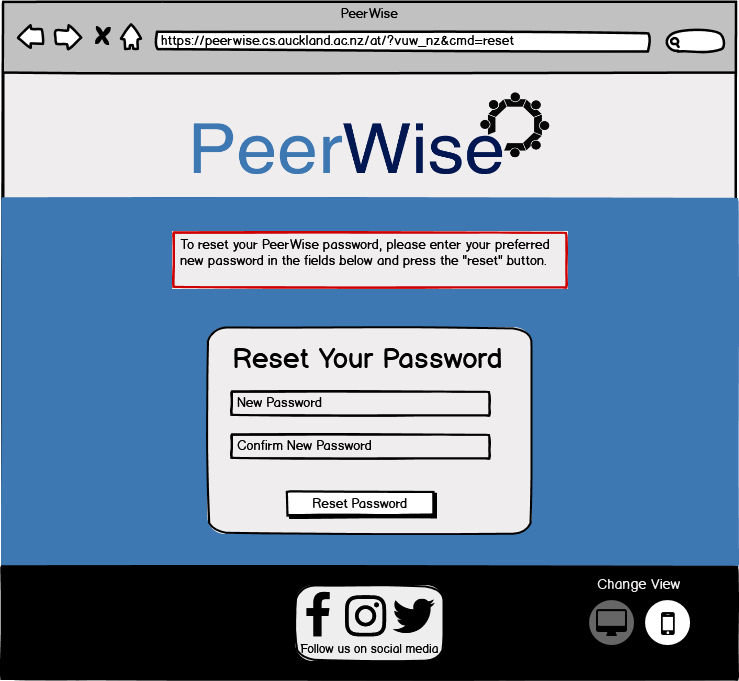 PeerWise
https://peerwise.cs.auckland.ac.nz/at/?vuw_nz&cmd=reset
PeerWise
To reset your PeerWise password, please enter your preferred
new password in the fields below and press the "reset" button.
Reset Your Password
New Password
Confirm New Password
Reset Password
Change View
Follow us on social media